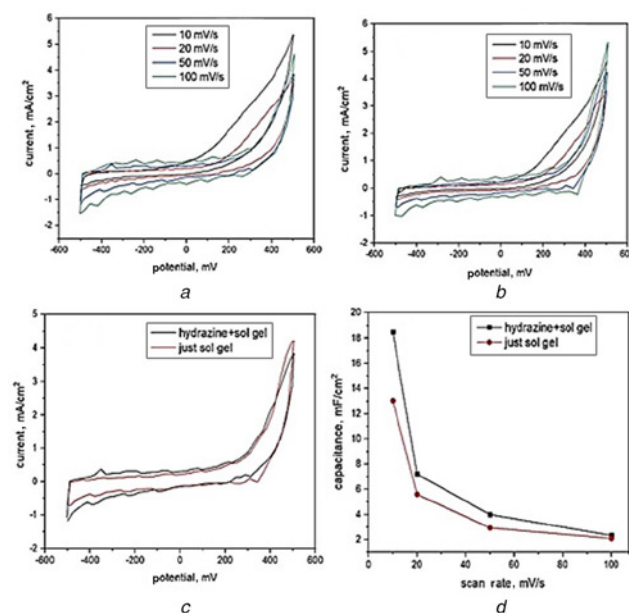 10 mV/s
20 mV/s
50 mV/s
100 mV/s
current, mA/cm²
6
5
4
3
2
1
0
-1
-2
-600 -400 -200 0 200 400 600
potential, mV
a
10 mV/s
20 mV/s
50 mV/s
100 mV/s
current, mA/cm²
6
5
4
3
2
1
0
-1
-2
-600 -400 -200 0 200 400 600
potential, mV
b
hydrazine+sol gel
just sol gel
current, mA/cm²
5
4
3
2
1
0
-1
-2
-600 -400 -200 0 200 400 600
potential, mV
c
hydrazine+sol gel
just sol gel
capacitance, mF/cm²
20
18
16
14
12
10
8
6
4
2
0 20 40 60 80 100
scan rate, mV/s
d